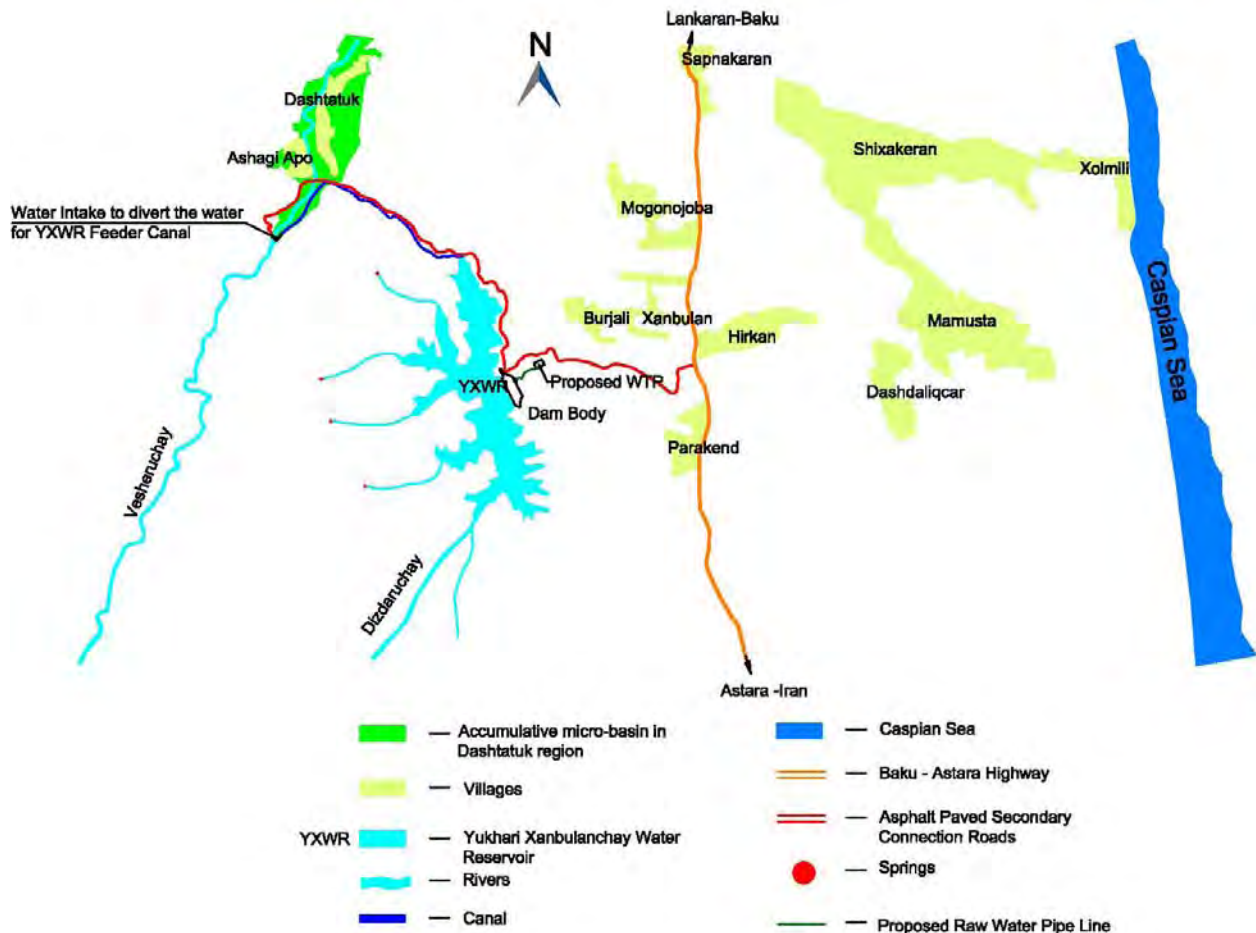 Lankaran-Baku
N
Sapnakaran
Dashtatuk
Ashagi Apo
Shixakeran
Xolmili
Mogonojoba
Water Intake to divert the water
for YXWR Feeder Canal
Caspian Sea
Burjali
Xanbulan
Hirkan
Mamusta
YXWR
Proposed WTR
Dam Body
Dashdaliqcar
Parakend
Vesheruchay
Dizdaruchay
Astara -Iran
Accumulative micro-basin in
Dashtatuk region
Villages
YXWR
Yukhari Xanbulanchay Water
Reservoir
Rivers
Canal
Caspian Sea
Baku - Astara Highway
Asphalt Paved Secondary
Connection Roads
Springs
Proposed Raw Water Pipe Line